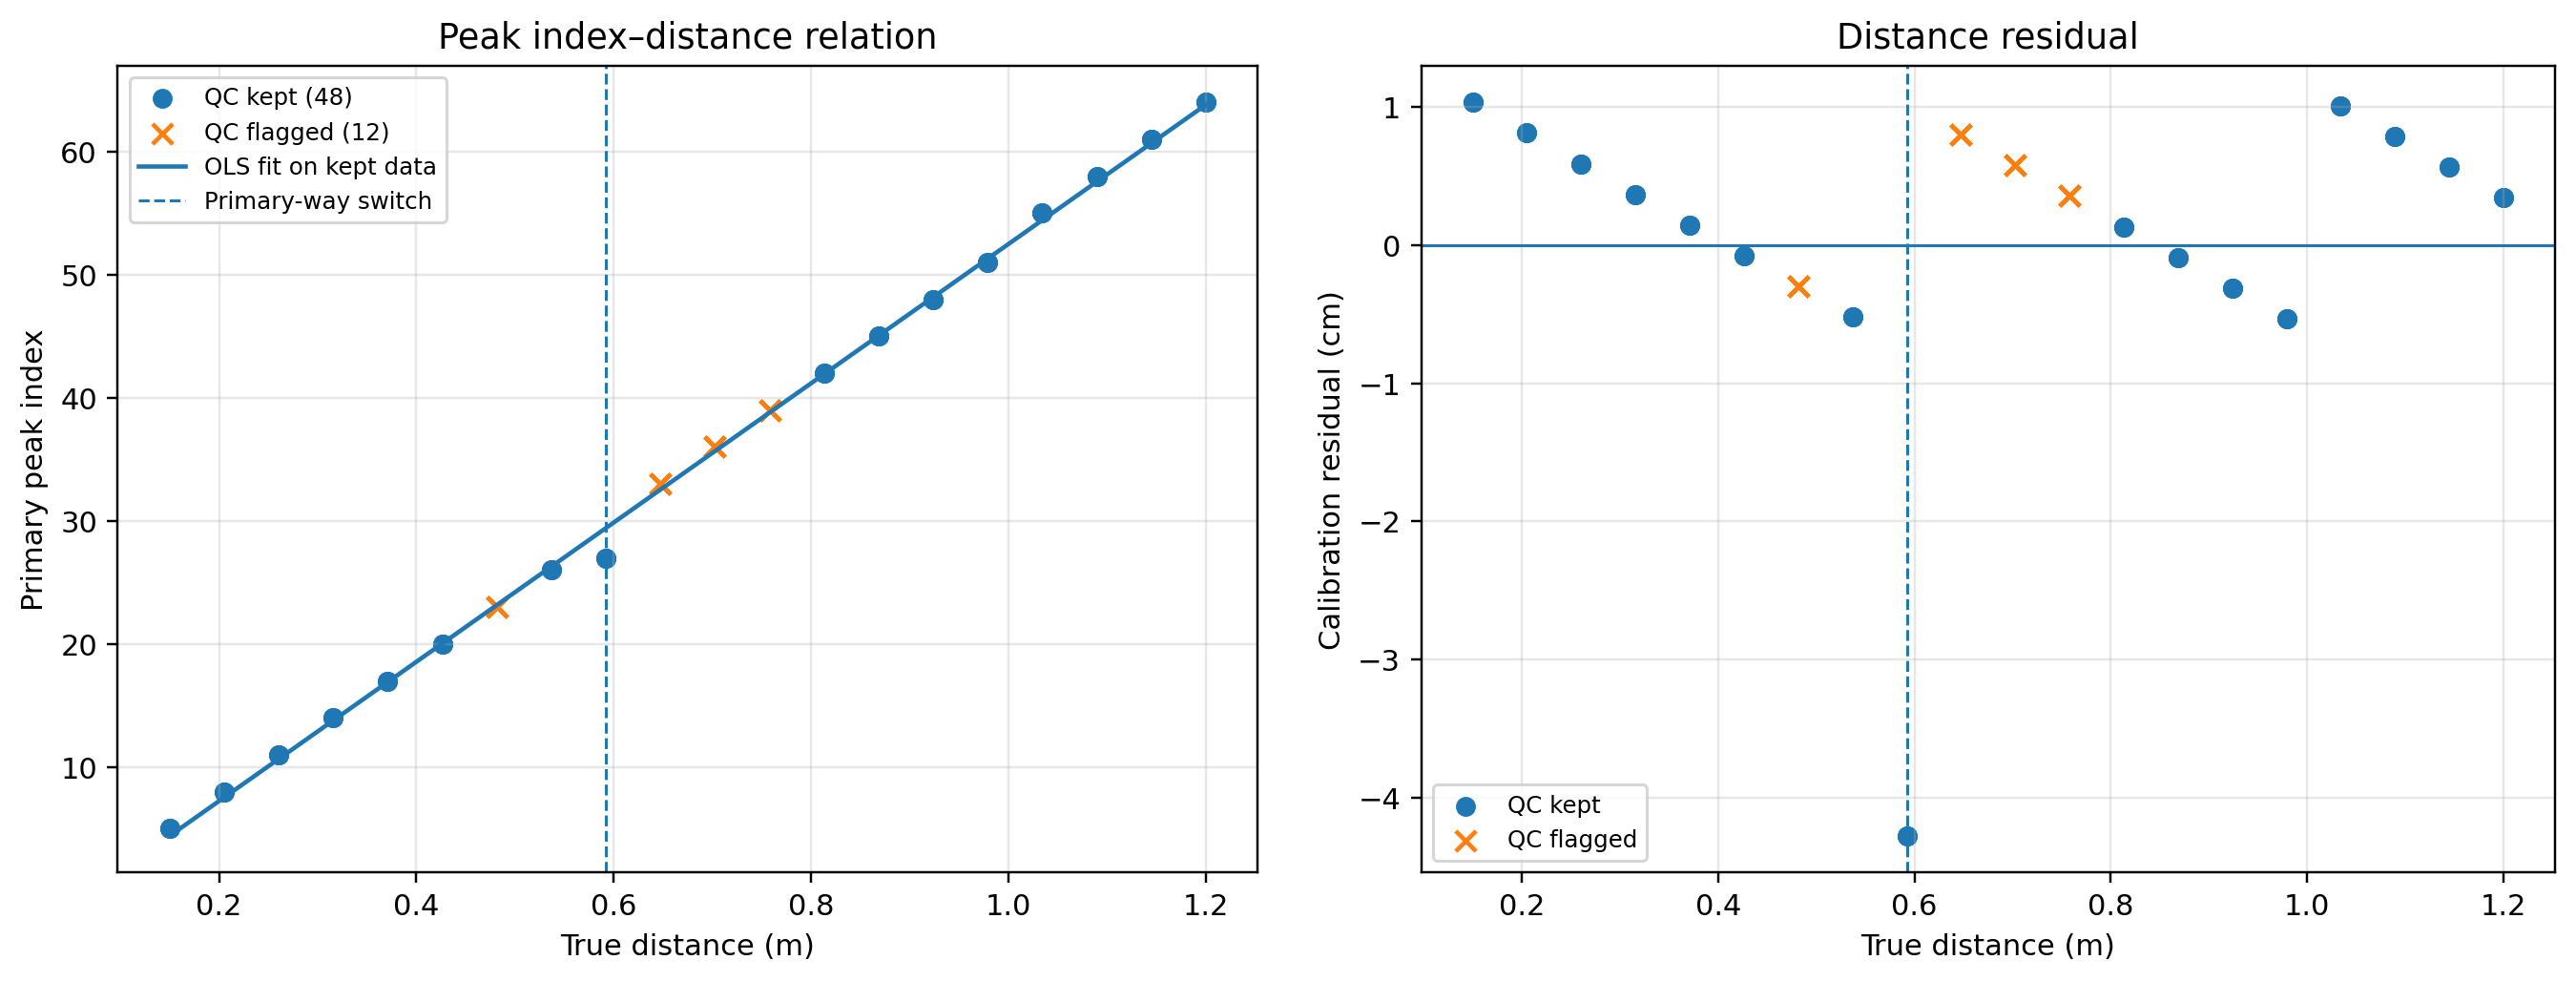 Peak index–distance relation
QC kept (48)
QC flagged (12)
OLS fit on kept data
Primary-way switch
Primary peak index
60
50
40
30
20
10
0.2 0.4 0.6 0.8 1.0 1.2
True distance (m)
Distance residual
Calibration residual (cm)
1
0
−1
−2
−3
−4
QC kept
QC flagged
0.2 0.4 0.6 0.8 1.0 1.2
True distance (m)